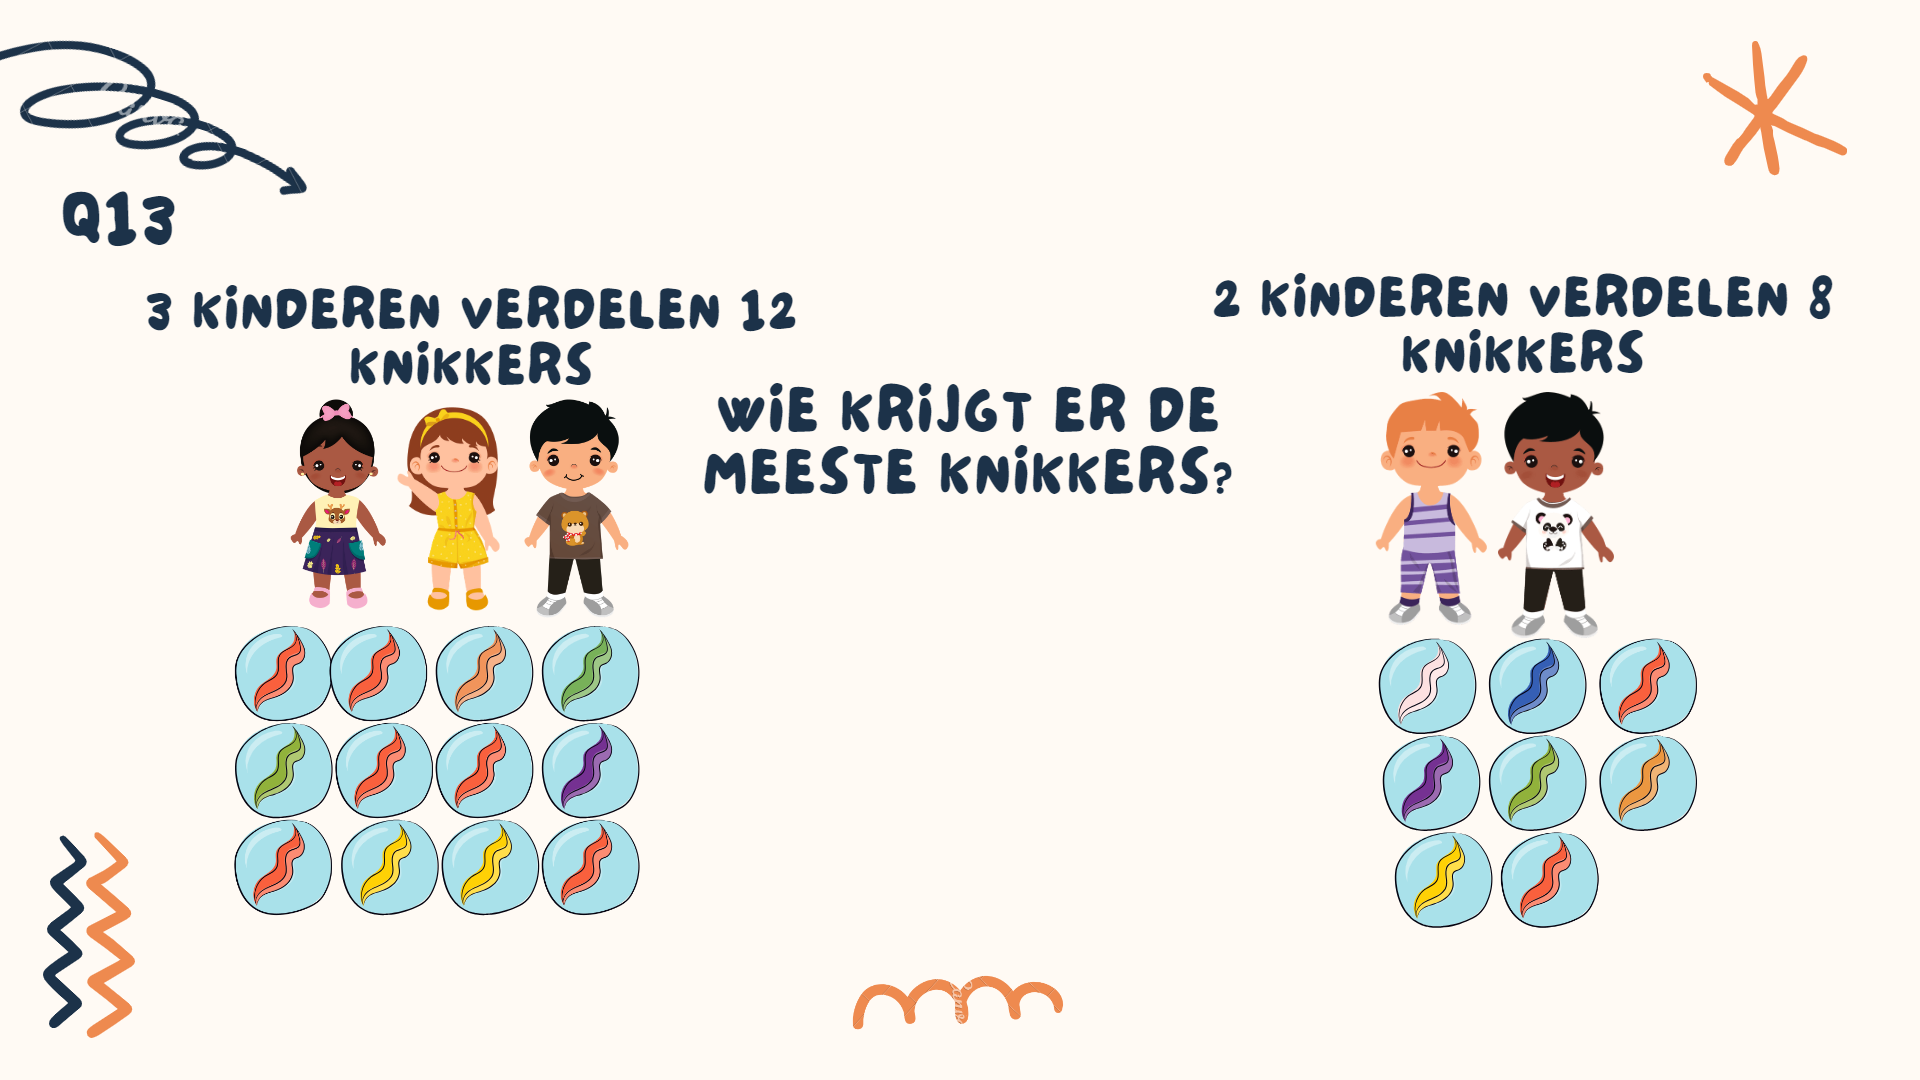 Q13
3 KINDEREN VERDELEN 12
KNIKKERS
WIE KRIJGT ER DE
MEESTE KNIKKERS?
2 KINDEREN VERDELEN 8
KNIKKERS